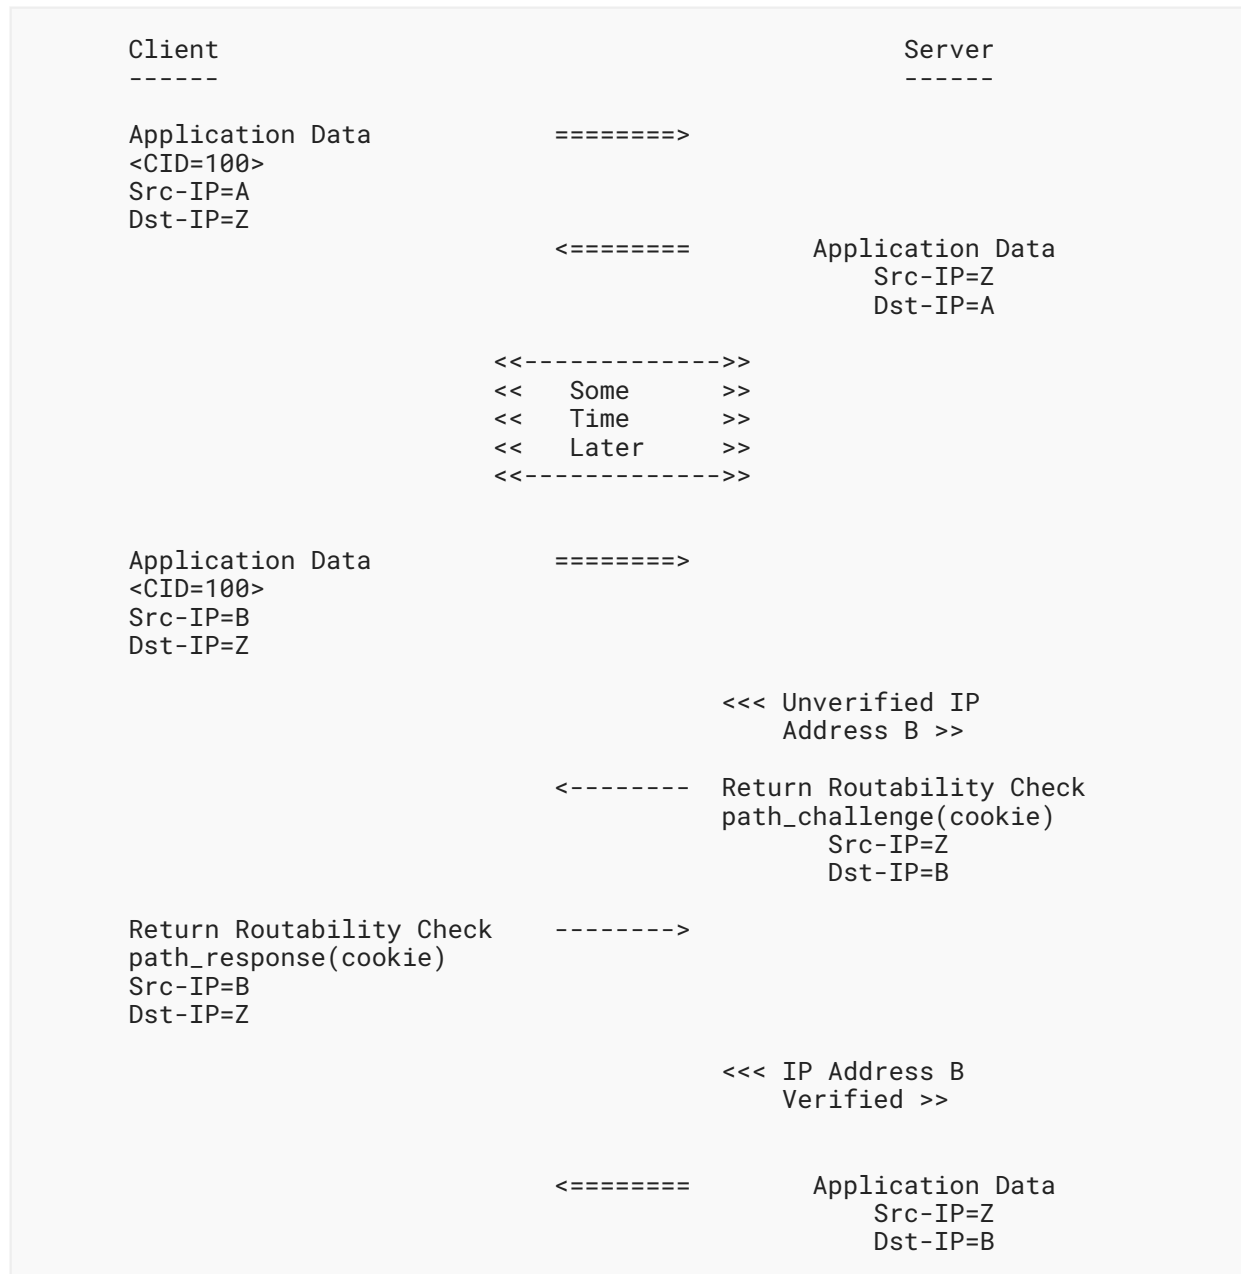 Client                                             Server
------                                             ------
Application Data            ========>
<CID=100>
Src-IP=A
Dst-IP=Z
<========        Application Data
Src-IP=Z
Dst-IP=A
<<------------->>
<<   Some      >>
<<   Time      >>
<<   Later     >>
<<------------->>
Application Data            ========>
<CID=100>
Src-IP=B
Dst-IP=Z
<<< Unverified IP
Address B >>
<--------  Return Routability Check
path_challenge(cookie)
Src-IP=Z
Dst-IP=B
Return Routability Check    -------->
path_response(cookie)
Src-IP=B
Dst-IP=Z
<<< IP Address B
Verified >>
<========        Application Data
Src-IP=Z
Dst-IP=B